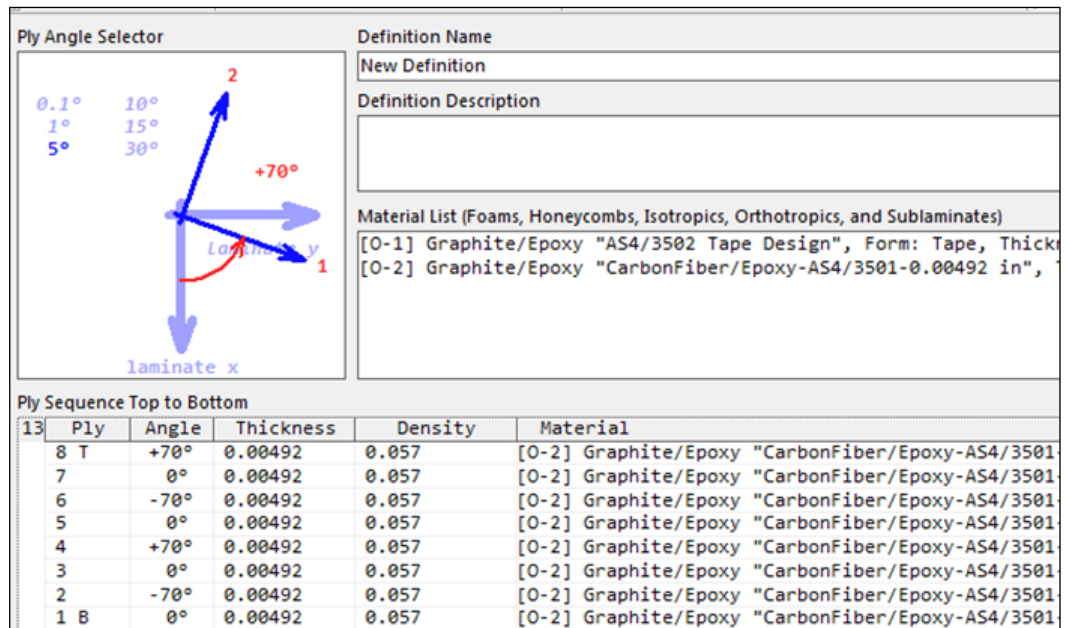 Ply Angle Selector
2
0.1° 10°
1° 15°
5° 30°
+70°
laminate y
1
laminate x
Definition Name
New Definition
Definition Description
Material List (Foams, Honeycombs, Isotropics, Orthotropics, and Sublaminates)
[O-1] Graphite/Epoxy "AS4/3502 Tape Design", Form: Tape, Thickn
[O-2] Graphite/Epoxy "CarbonFiber/Epoxy-AS4/3501-0.00492 in",
Ply Sequence Top to Bottom
13 Ply Angle Thickness Density Material
8 T +70° 0.00492 0.057 [O-2] Graphite/Epoxy "CarbonFiber/Epoxy-AS4/3501-
7 0° 0.00492 0.057 [O-2] Graphite/Epoxy "CarbonFiber/Epoxy-AS4/3501-
6 -70° 0.00492 0.057 [O-2] Graphite/Epoxy "CarbonFiber/Epoxy-AS4/3501-
5 0° 0.00492 0.057 [O-2] Graphite/Epoxy "CarbonFiber/Epoxy-AS4/3501-
4 +70° 0.00492 0.057 [O-2] Graphite/Epoxy "CarbonFiber/Epoxy-AS4/3501-
3 0° 0.00492 0.057 [O-2] Graphite/Epoxy "CarbonFiber/Epoxy-AS4/3501-
2 -70° 0.00492 0.057 [O-2] Graphite/Epoxy "CarbonFiber/Epoxy-AS4/3501-
1 B 0° 0.00492 0.057 [O-2] Graphite/Epoxy "CarbonFiber/Epoxy-AS4/3501-